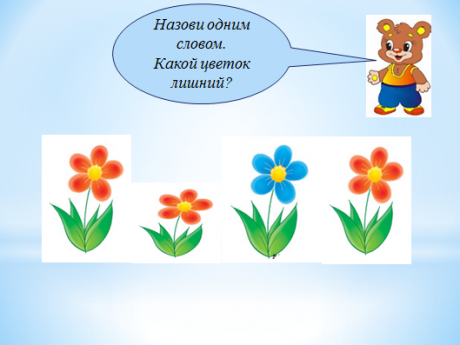 Назови одним
словом.
Какой цветок
лишний?